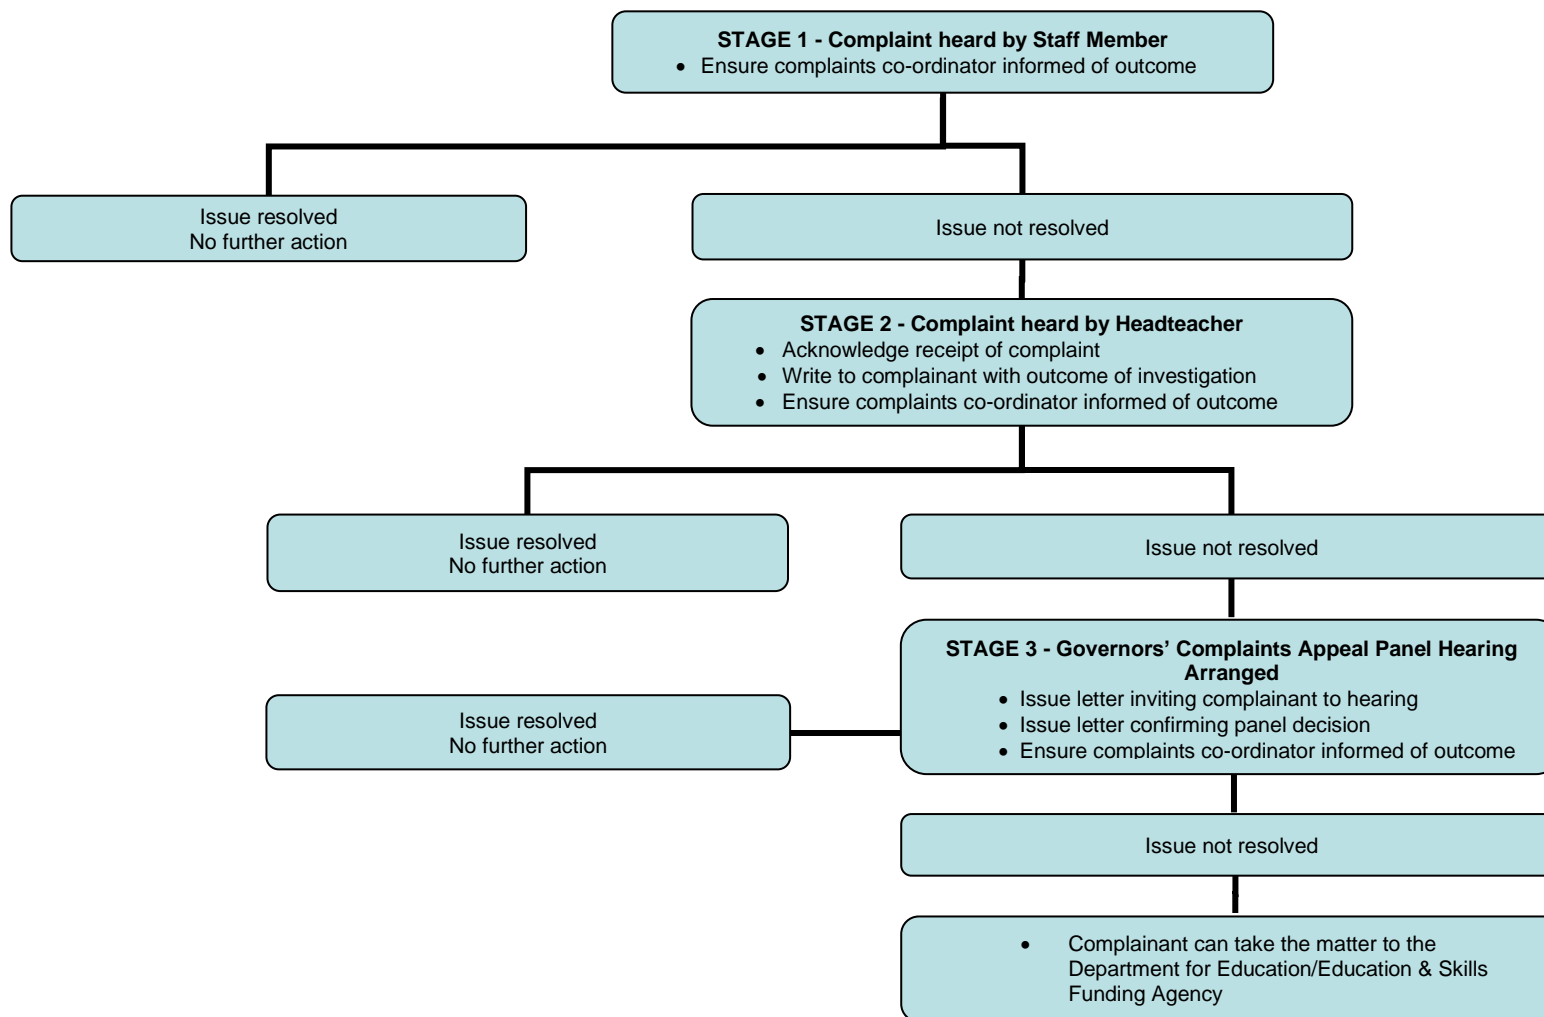 STAGE 1 - Complaint heard by Staff Member
• Ensure complaints co-ordinator informed of outcome
Issue resolved
No further action
Issue not resolved
STAGE 2 - Complaint heard by Headteacher
• Acknowledge receipt of complaint
• Write to complainant with outcome of investigation
• Ensure complaints co-ordinator informed of outcome
Issue resolved
No further action
Issue not resolved
STAGE 3 - Governors’ Complaints Appeal Panel Hearing
Arranged
• Issue letter inviting complainant to hearing
• Issue letter confirming panel decision
• Ensure complaints co-ordinator informed of outcome
Issue resolved
No further action
Issue not resolved
• Complainant can take the matter to the
Department for Education/Education & Skills
Funding Agency